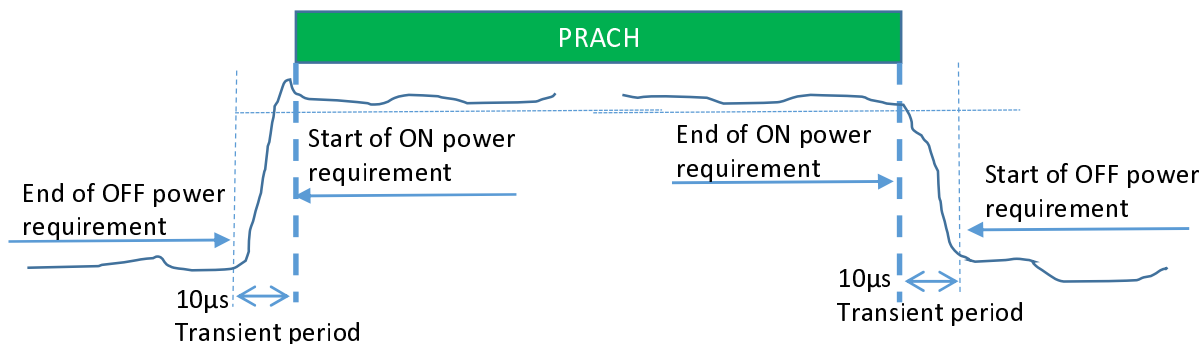 PRACH
Start of ON power
requirement
End of ON power
requirement
End of OFF power
requirement
Start of OFF power
requirement
10µs
Transient period
10µs
Transient period